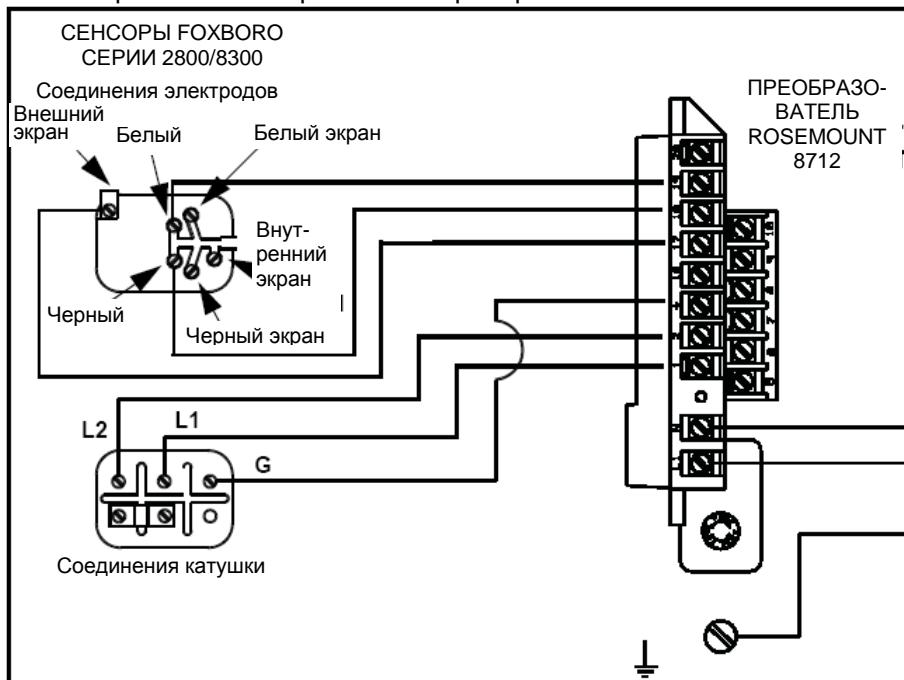 СЕНСОРЫ FOXBORO
СЕРИИ 2800/8300
Соединения электродов
Внешний
экран
Белый
Белый экран
Внут-
ренний
экран
Черный
Черный экран
ПРЕОБРАЗО-
ВАТЕЛЬ
ROSEMOUNT
8712
L2
L1
G
Соединения катушки